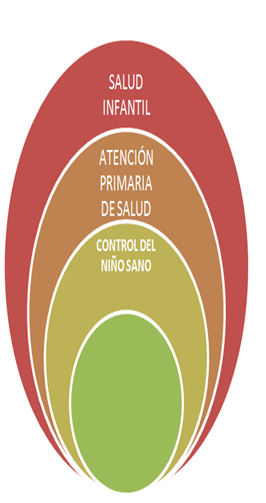 SALUD
INFANTIL
ATENCIÓN
PRIMARIA
DE SALUD
CONTROL DEL
NIÑO SANO